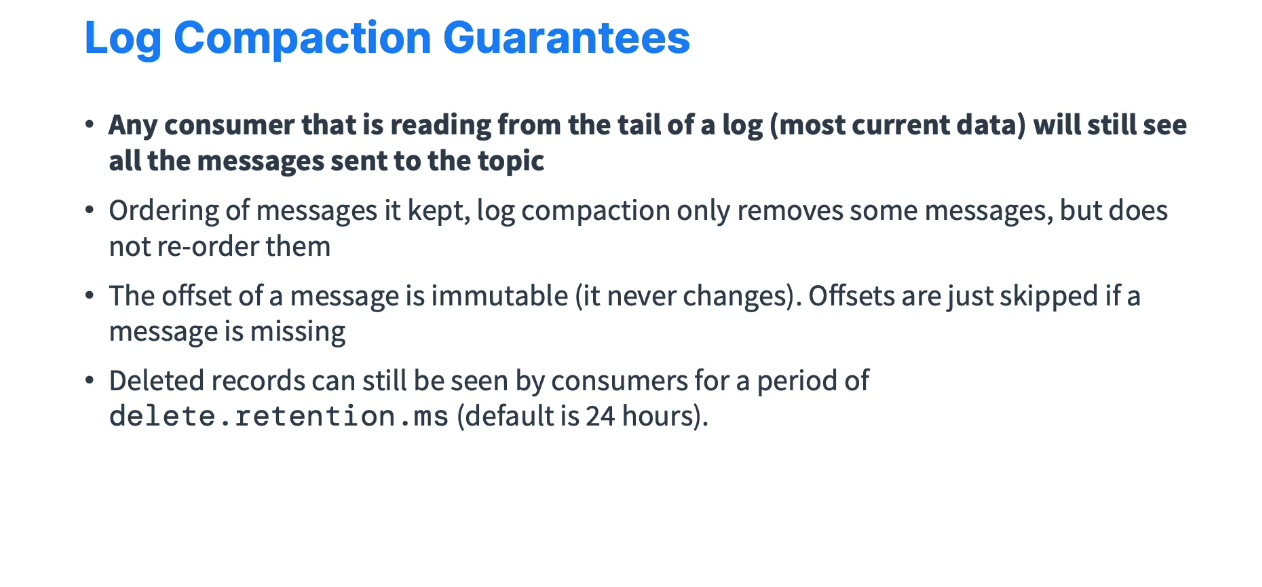 Log Compaction Guarantees
• Any consumer that is reading from the tail of a log (most current data) will still see
all the messages sent to the topic
• Ordering of messages it kept, log compaction only removes some messages, but does
not re-order them
• The offset of a message is immutable (it never changes). Offsets are just skipped if a
message is missing
• Deleted records can still be seen by consumers for a period of
delete.retention.ms (default is 24 hours).